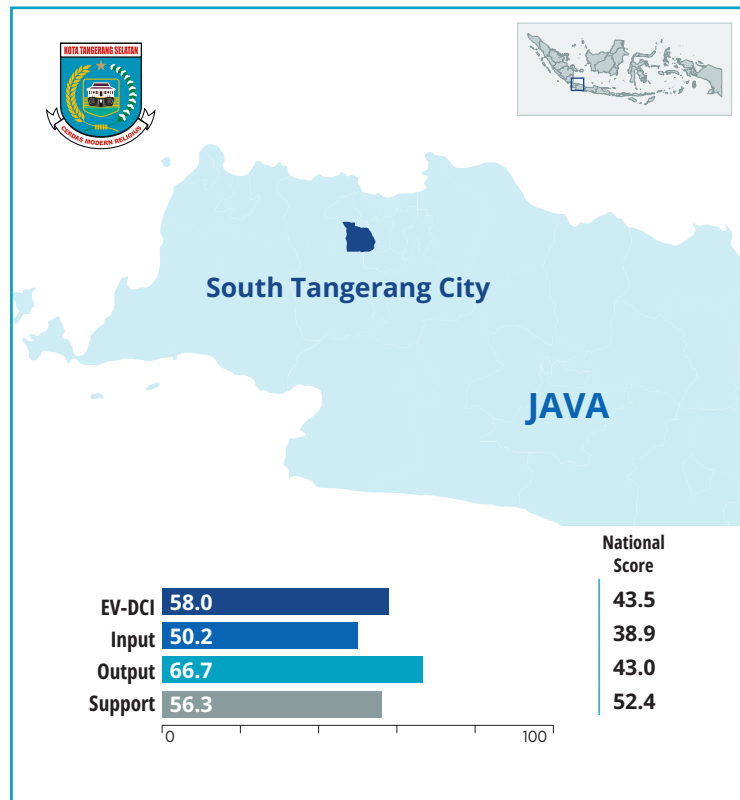 KOTA TANGERANG SELATAN
CERDAS MODERN RELIGIUS
South Tangerang City
JAVA
National
Score
EV-DCI 58.0 43.5
Input 50.2 38.9
Output 66.7 43.0
Support 56.3 52.4
0 100